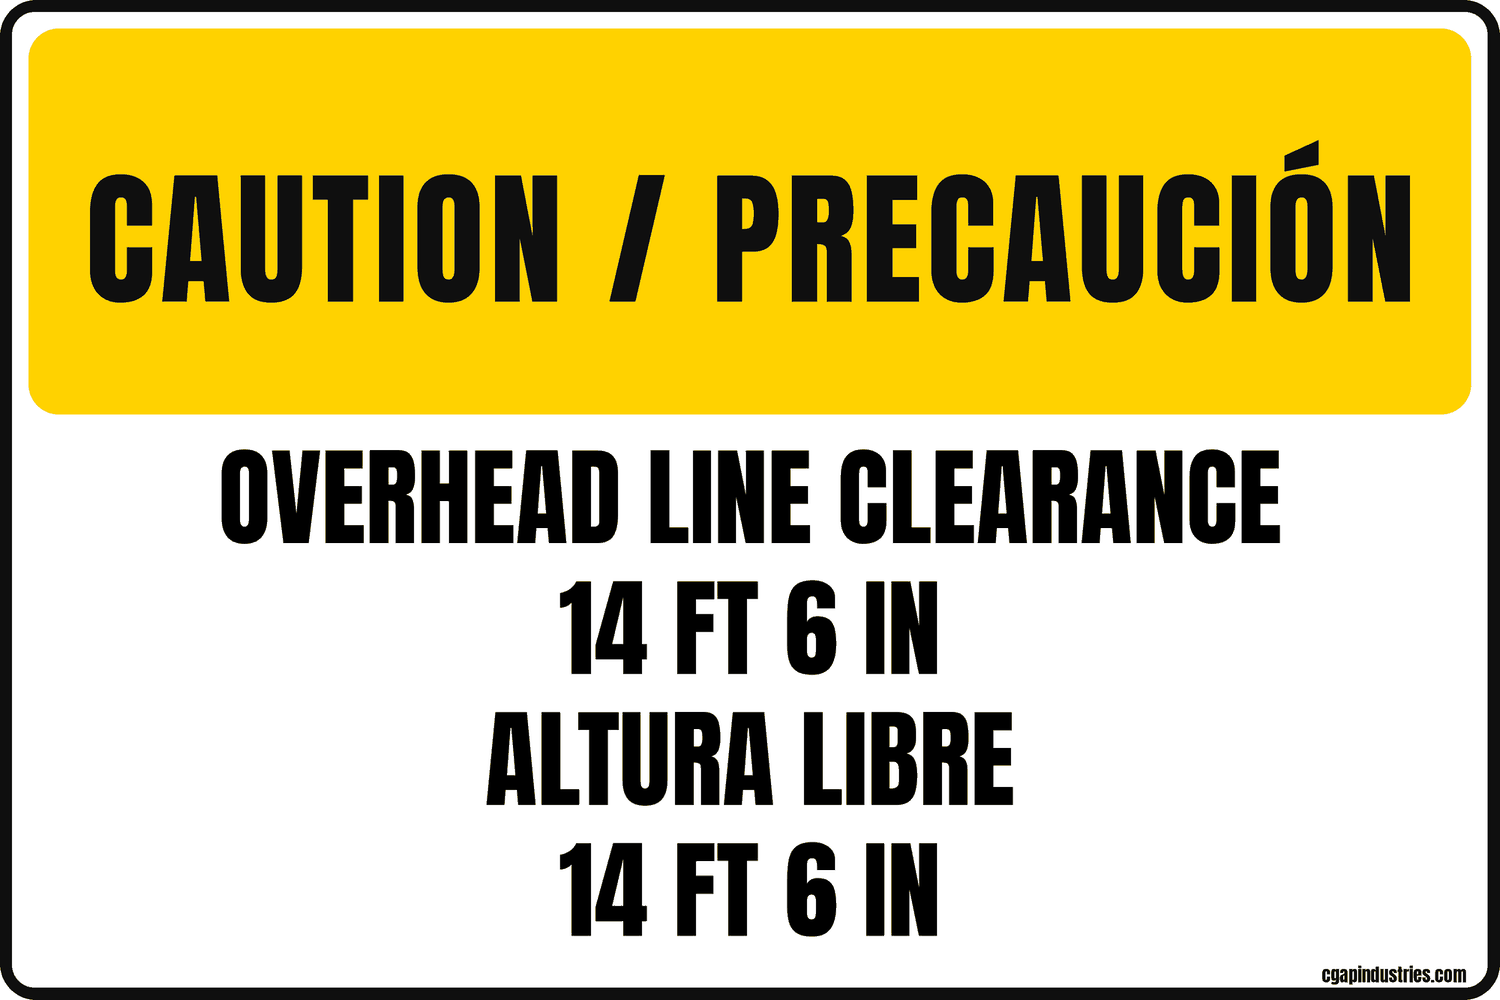 CAUTION / PRECAUCIÓN
OVERHEAD LINE CLEARANCE
14 FT 6 IN
ALTURA LIBRE
14 FT 6 IN
cgapindustries.com